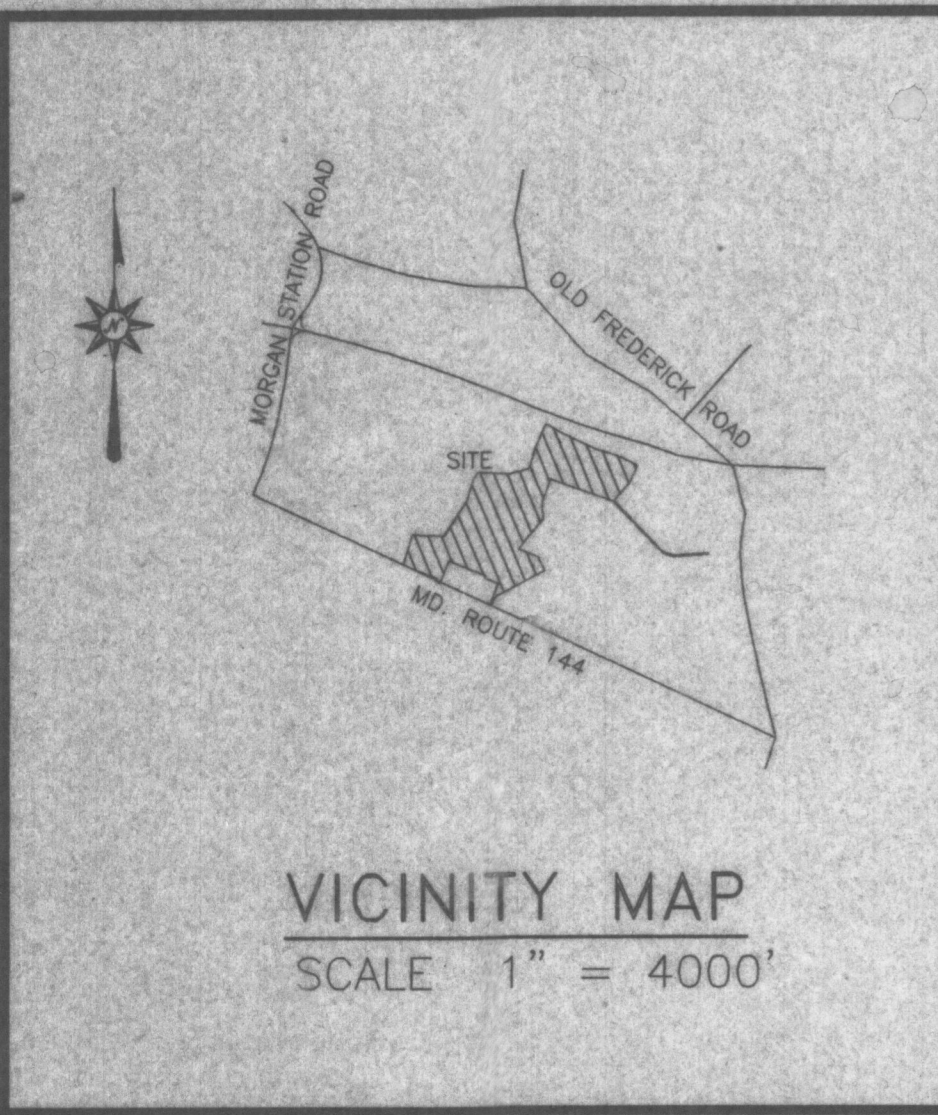 MORGAN STATION ROAD
OLD FREDERICK ROAD
N
SITE
MD. ROUTE 144
VICINITY MAP
SCALE 1" = 4000'